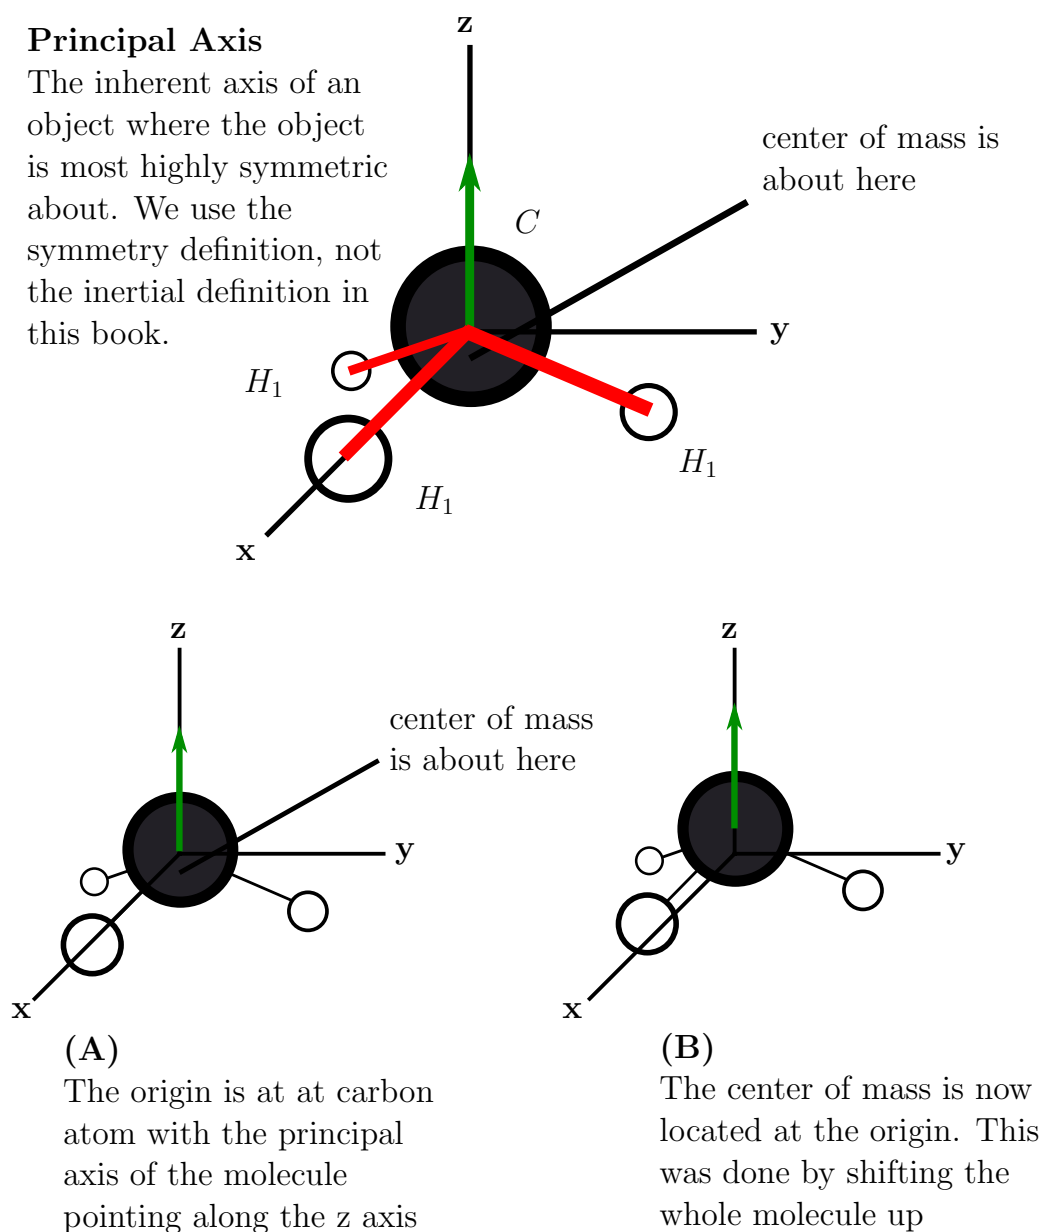 z
Principal Axis
The inherent axis of an
object where the object
is most highly symmetric
about. We use the
symmetry definition, not
the inertial definition in
this book.
center of mass is
about here
C
y
H₁
H₁
H₁
x
z
center of mass
is about here
y
x
(A)
The origin is at at carbon
atom with the principal
axis of the molecule
pointing along the z axis
z
y
x
(B)
The center of mass is now
located at the origin. This
was done by shifting the
whole molecule up